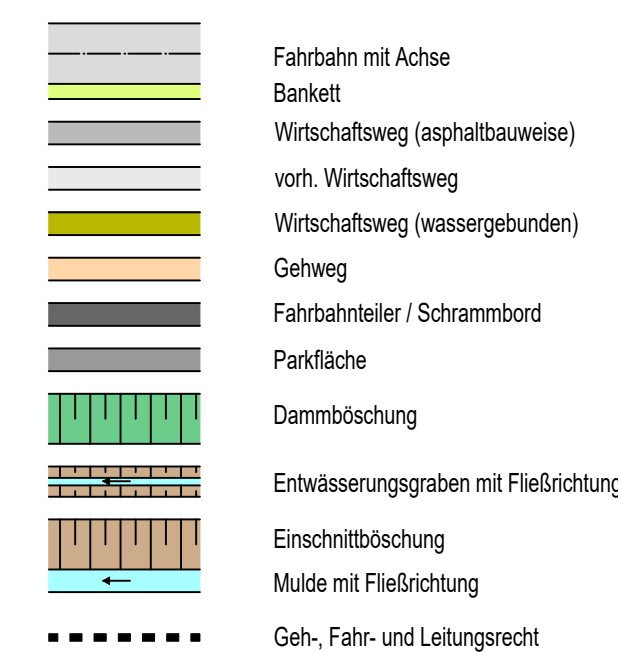 Fahrbahn mit Achse
Bankett
Wirtschaftsweg (asphaltbauweise)
vorh. Wirtschaftsweg
Wirtschaftsweg (wassergebunden)
Gehweg
Fahrbahnteiler / Schrammbord
Parkfläche
Dammböschung
Entwässerungsgraben mit Fließrichtung
Einschnittböschung
Mulde mit Fließrichtung
Geh-, Fahr- und Leitungsrecht